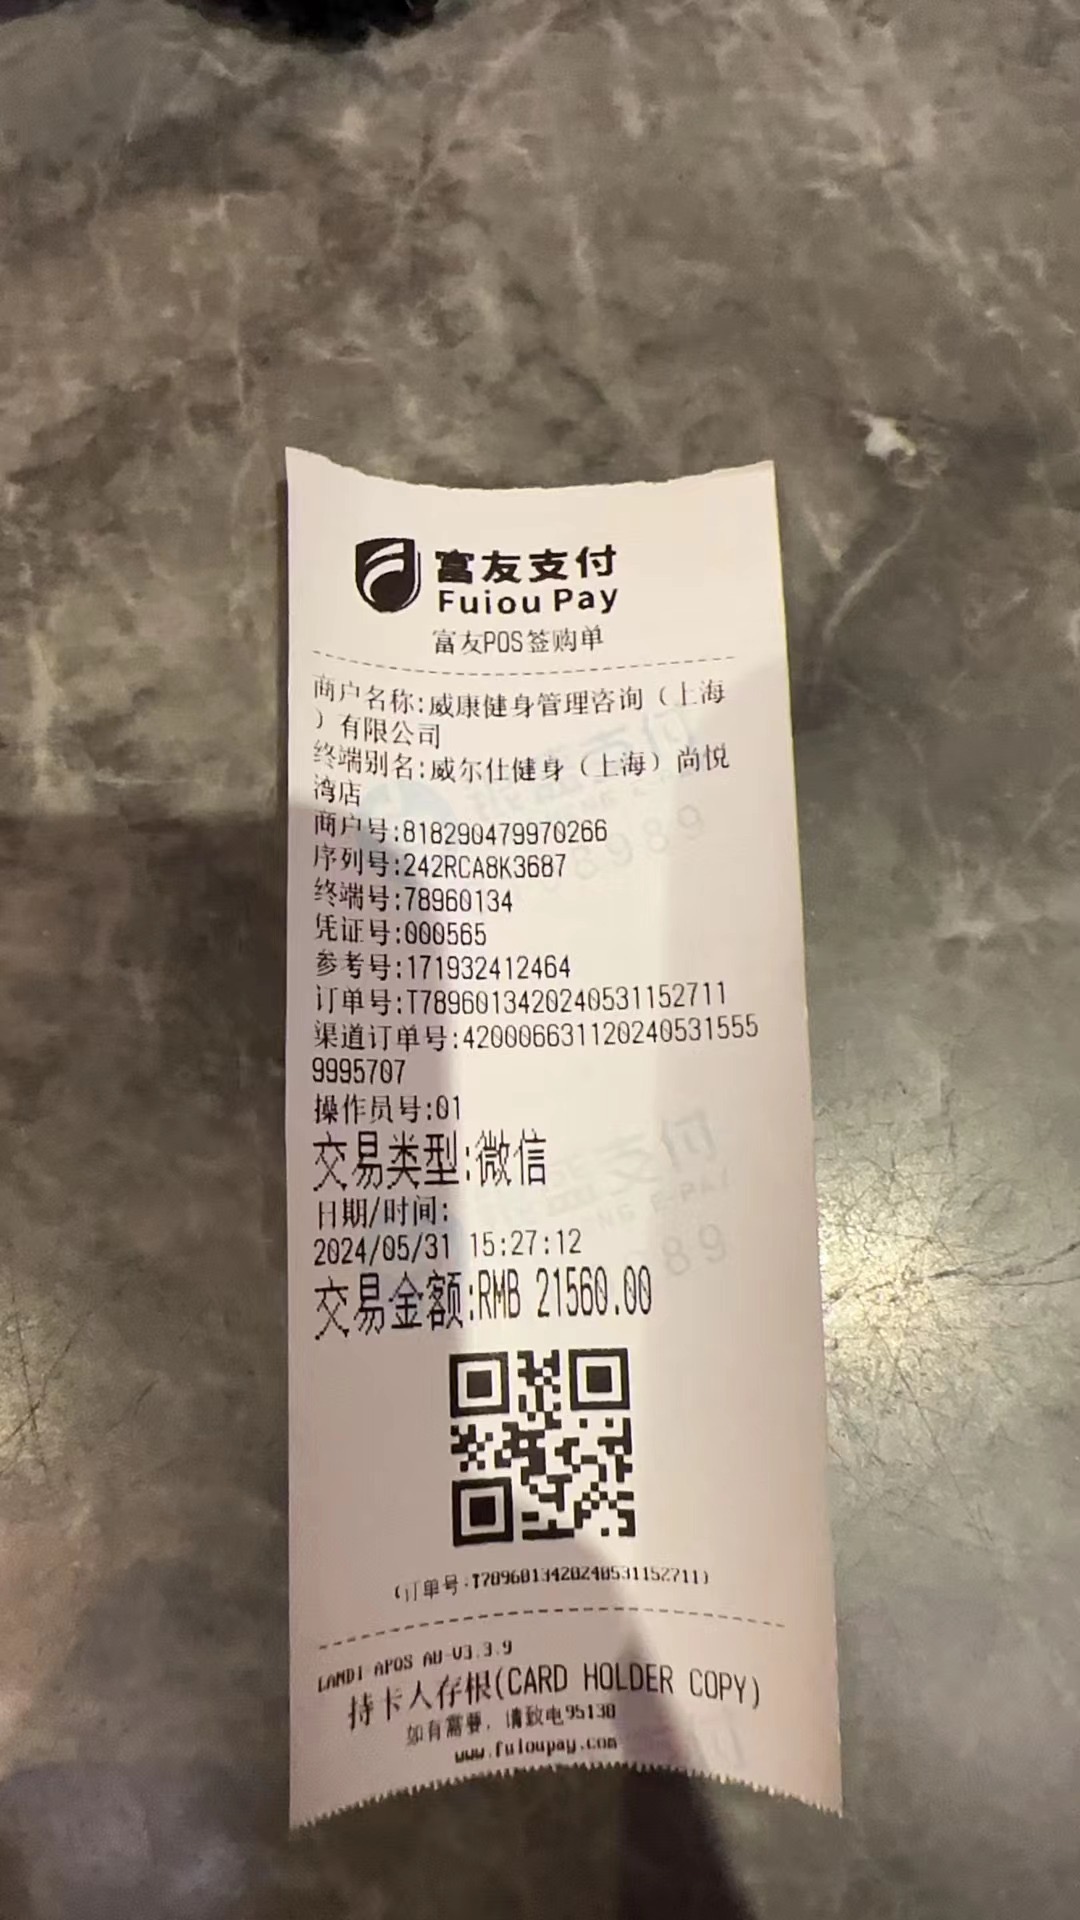 富友支付
Fuiou Pay
富友POS签购单
商户名称:威康健身管理咨询（上海
）有限公司
终端别名:威尔仕健身（上海）尚悦
湾店
商户号:818290479970266
序列号:242RCA8K3687
终端号:78960134
凭证号:000565
参考号:171932412464
订单号:T7896013420240531152711
渠道订单号:420006631120240531555
9995707
操作员号:01
交易类型:微信
日期/时间:
2024/05/31 15:27:12
交易金额:RMB 21560.00
(订单号:T7896013420240531152711)
LANDI APOS AU-V3.3.9
持卡人存根(CARD HOLDER COPY)
如有需要，请致电95138
www.fuioupay.com